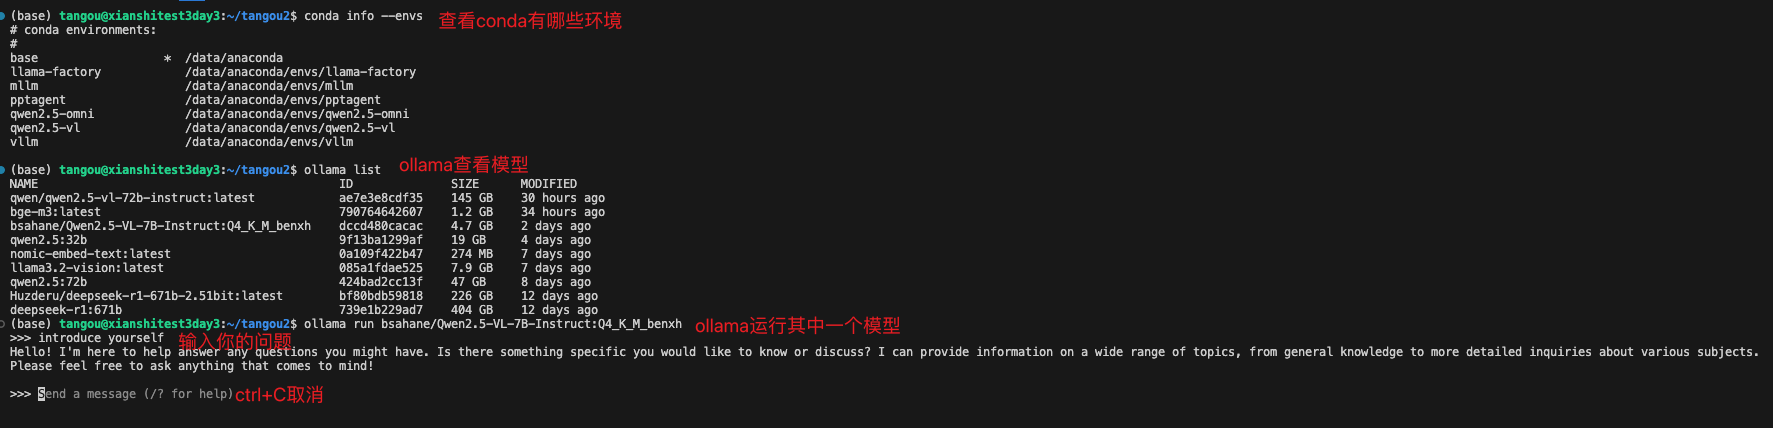 (base) tangou@xianshitest3day3:~/tangou2$ conda info --envs 查看conda有哪些环境
# conda environments:
#
base * /data/anaconda
llama-factory /data/anaconda/envs/llama-factory
mllm /data/anaconda/envs/mllm
pptagent /data/anaconda/envs/pptagent
qwen2.5-omni /data/anaconda/envs/qwen2.5-omni
qwen2.5-vl /data/anaconda/envs/qwen2.5-vl
vllm /data/anaconda/envs/vllm
(base) tangou@xianshitest3day3:~/tangou2$ ollama list ollama查看模型
NAME ID SIZE MODIFIED
qwen/qwen2.5-vl-72b-instruct:latest ae7e3e8cdf35 145 GB 30 hours ago
bge-m3:latest 790764642607 1.2 GB 34 hours ago
bsahane/Qwen2.5-VL-7B-Instruct:Q4_K_M_benxh dccd480cacac 4.7 GB 2 days ago
qwen2.5:32b 9f13ba1299af 19 GB 4 days ago
nomic-embed-text:latest 0a109f422b47 274 MB 7 days ago
llama3.2-vision:latest 085a1fdae525 7.9 GB 7 days ago
qwen2.5:72b 424bad2cc13f 47 GB 8 days ago
Huzderu/deepseek-r1-671b-2.51bit:latest bf80bdb59818 226 GB 12 days ago
deepseek-r1:671b 739e1b229ad7 404 GB 12 days ago
(base) tangou@xianshitest3day3:~/tangou2$ ollama run bsahane/Qwen2.5-VL-7B-Instruct:Q4_K_M_benxh ollama运行其中一个模型
>>> introduce yourself 输入你的问题
Hello! I'm here to help answer any questions you might have. Is there something specific you would like to know or discuss? I can provide information on a wide range of topics, from general knowledge to more detailed inquiries about various subjects.
Please feel free to ask anything that comes to mind!
>>> Send a message (/? for help) ctrl+C取消